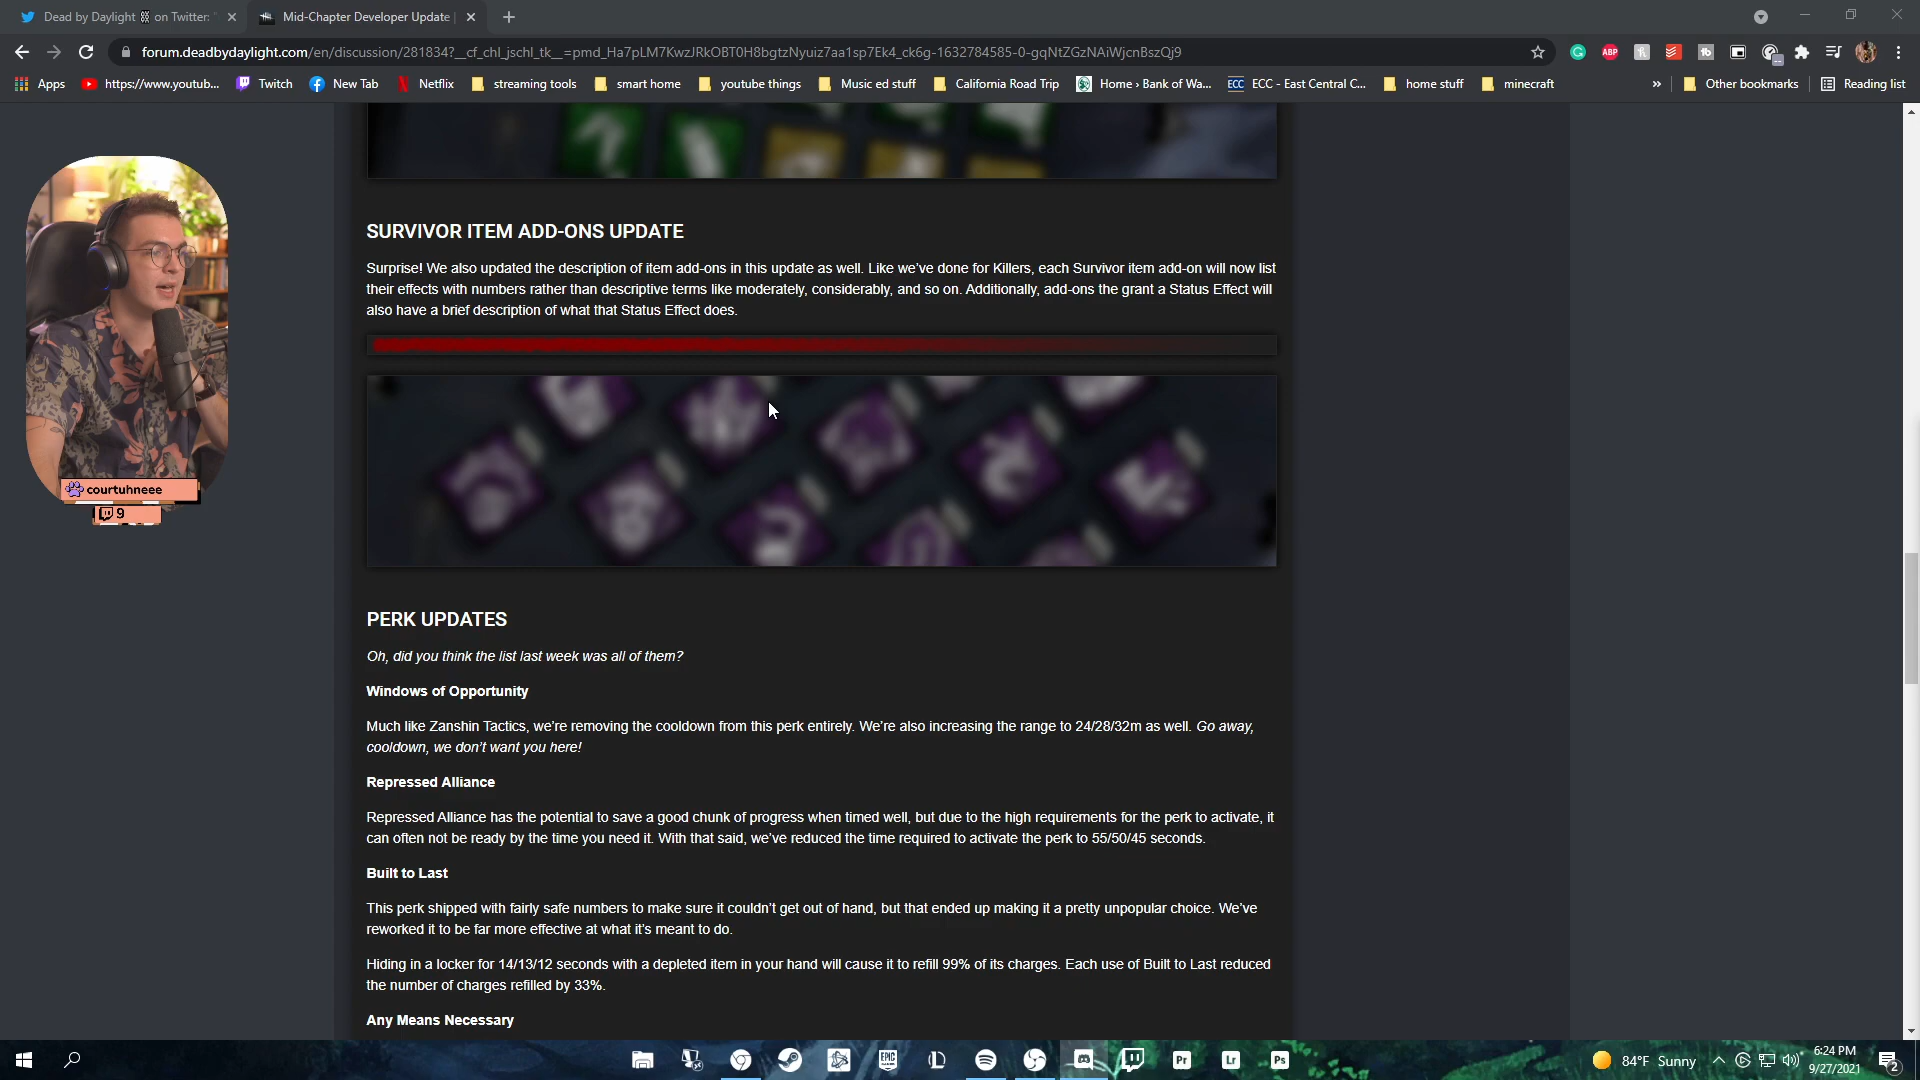 Dead by Daylight on Twitter: "
Mid-Chapter Developer Update |
forum.deadbydaylight.com/en/discussion/281834?__cf_chl_jschl_tk__=pmd_Ha7pLM7KwzJRkOBT0H8bgtzNyuiz7aa1sp7Ek4_ck6g-1632784585-0-gqNtZGzNAiWjcnBszQj9
ABP
Apps
https://www.youtub...
Twitch
New Tab
Netflix
streaming tools
smart home
youtube things
Music ed stuff
California Road Trip
Home › Bank of Wa...
ECC ECC - East Central C...
home stuff
minecraft
»
Other bookmarks
Reading list
SURVIVOR ITEM ADD-ONS UPDATE
Surprise! We also updated the description of item add-ons in this update as well. Like we've done for Killers, each Survivor item add-on will now list
their effects with numbers rather than descriptive terms like moderately, considerably, and so on. Additionally, add-ons the grant a Status Effect will
also have a brief description of what that Status Effect does.
courtuhneee
9
PERK UPDATES
Oh, did you think the list last week was all of them?
Windows of Opportunity
Much like Zanshin Tactics, we're removing the cooldown from this perk entirely. We're also increasing the range to 24/28/32m as well. Go away,
cooldown, we don't want you here!
Repressed Alliance
Repressed Alliance has the potential to save a good chunk of progress when timed well, but due to the high requirements for the perk to activate, it
can often not be ready by the time you need it. With that said, we've reduced the time required to activate the perk to 55/50/45 seconds.
Built to Last
This perk shipped with fairly safe numbers to make sure it couldn't get out of hand, but that ended up making it a pretty unpopular choice. We've
reworked it to be far more effective at what it's meant to do.
Hiding in a locker for 14/13/12 seconds with a depleted item in your hand will cause it to refill 99% of its charges. Each use of Built to Last reduced
the number of charges refilled by 33%.
Any Means Necessary
EPIC
Pr
Lr
Ps
84°F Sunny
6:24 PM
9/27/2021
2